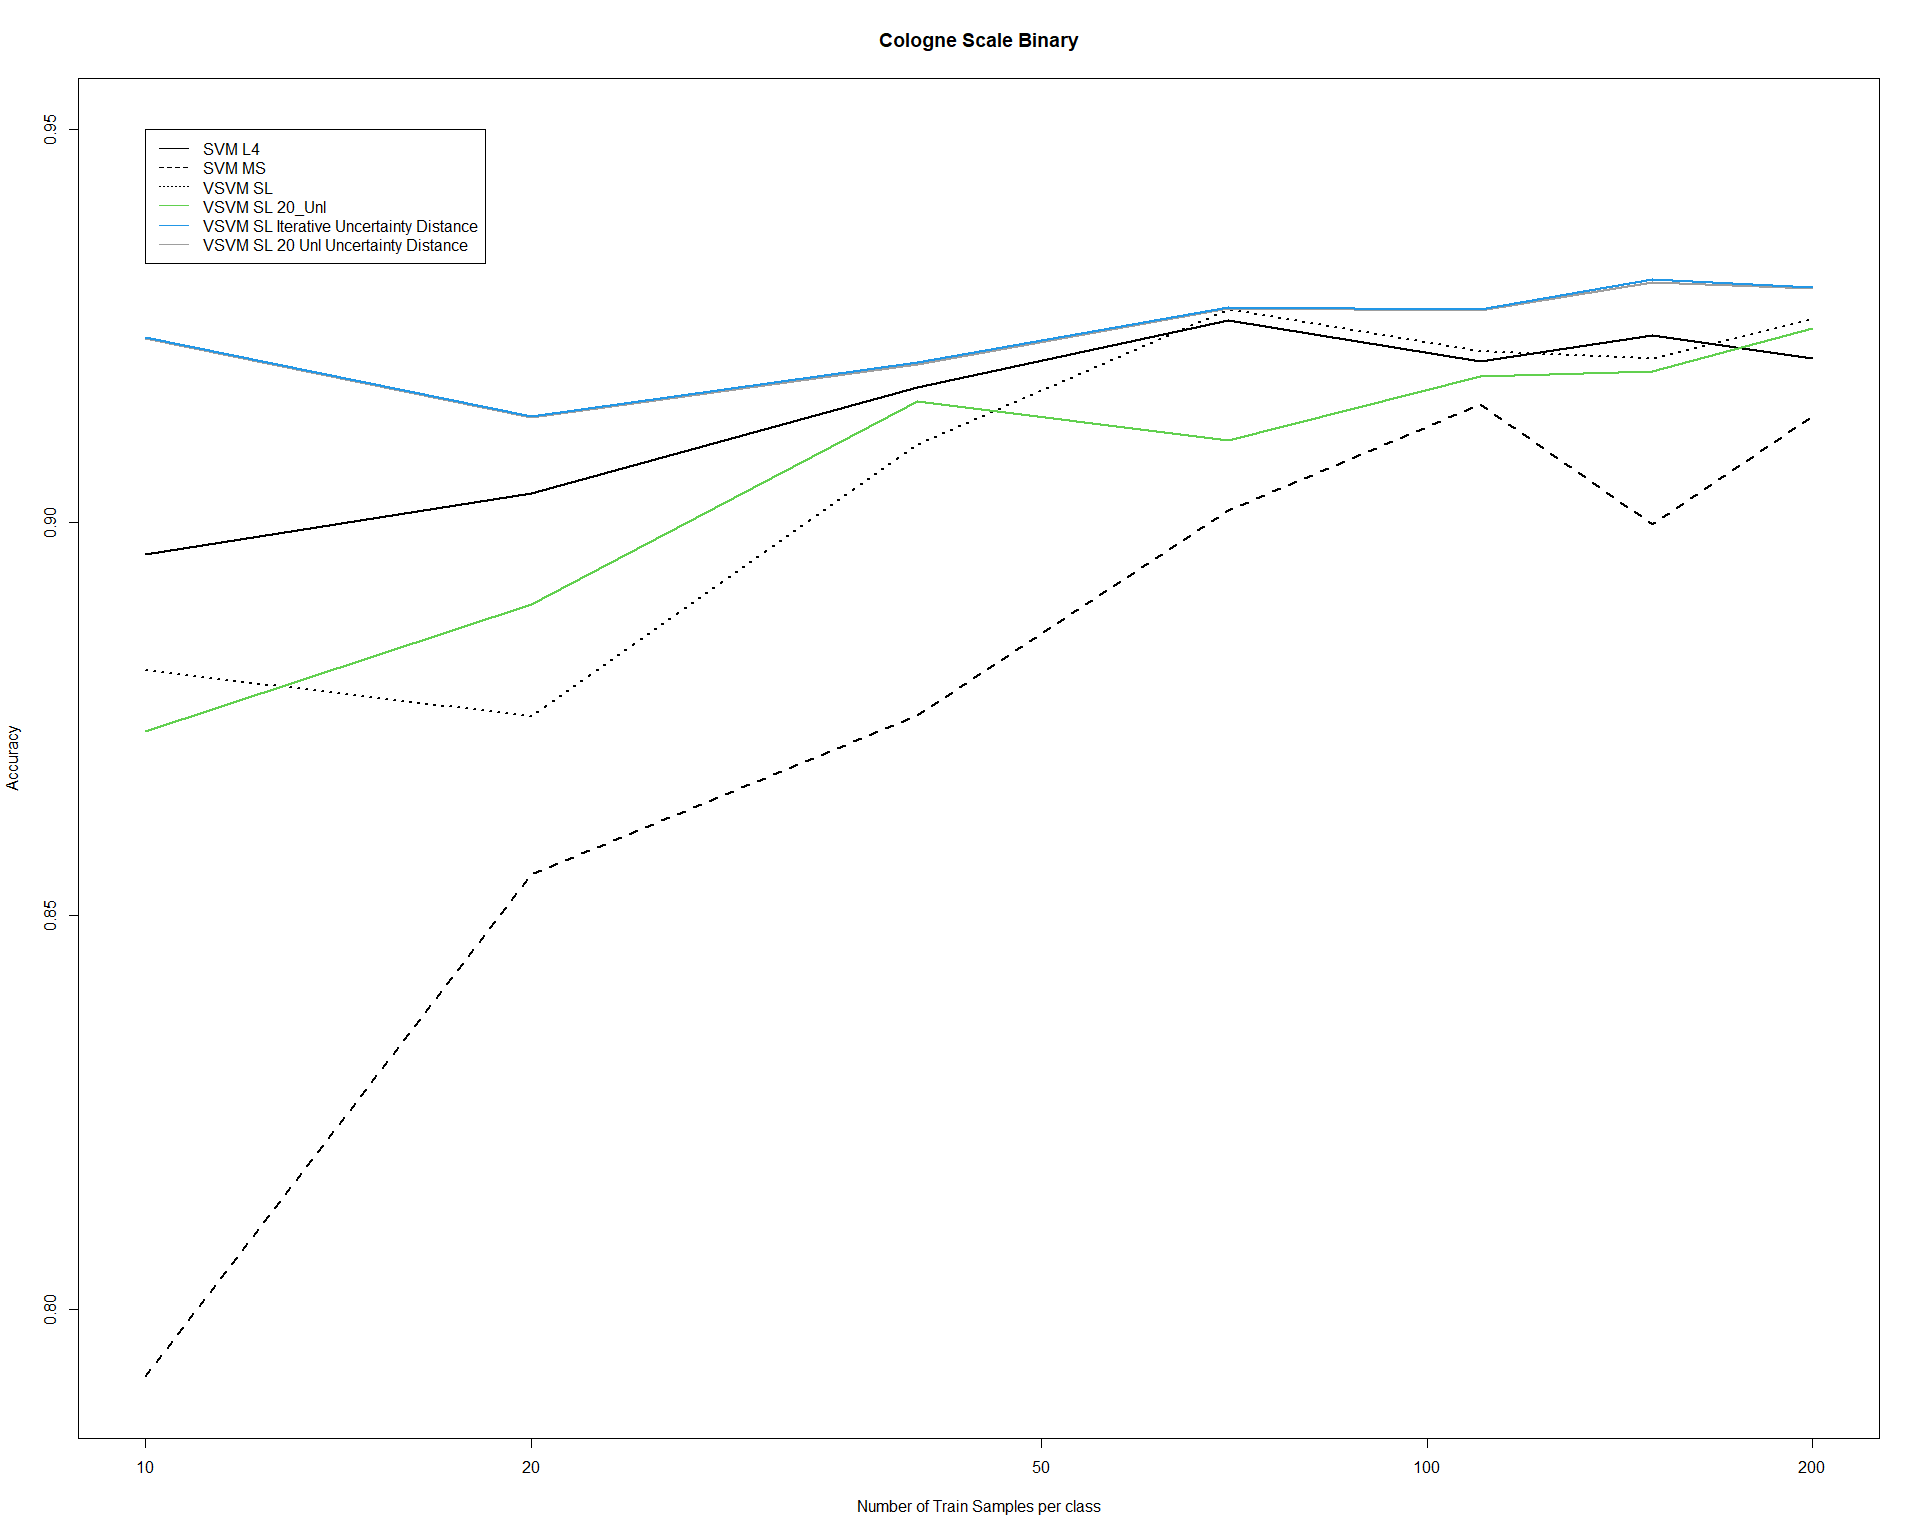 Cologne Scale Binary
0.95
SVM L4
SVM MS
VSVM SL
VSVM SL 20_Unl
VSVM SL Iterative Uncertainty Distance
VSVM SL 20 Unl Uncertainty Distance
0.90
Accuracy
0.85
0.80
10 20 50 100 200
Number of Train Samples per class